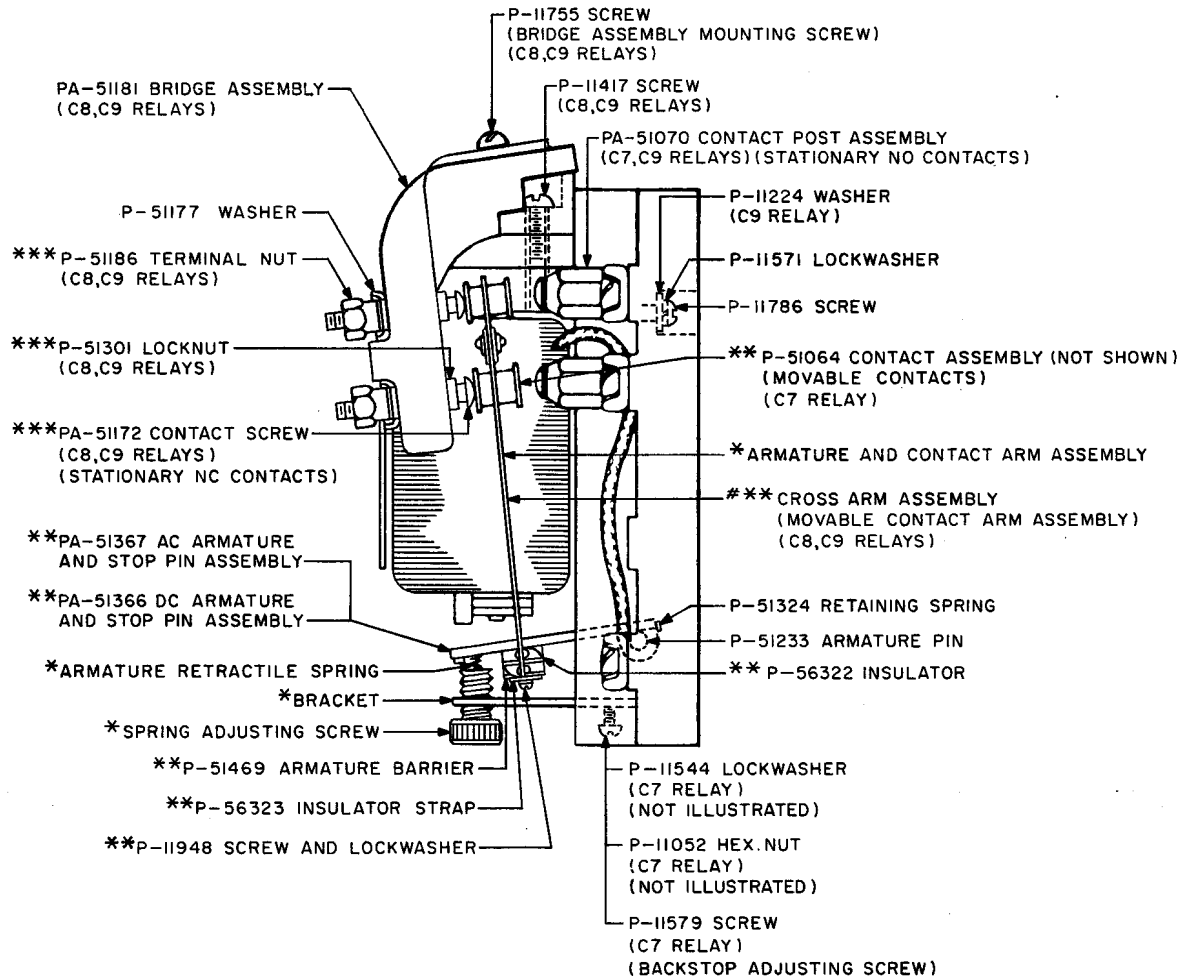 P-11755 SCREW
(BRIDGE ASSEMBLY MOUNTING SCREW)
(C8,C9 RELAYS)
PA-51181 BRIDGE ASSEMBLY
(C8,C9 RELAYS)
P-11417 SCREW
(C8,C9 RELAYS)
PA-51070 CONTACT POST ASSEMBLY
(C7,C9 RELAYS)(STATIONARY NO CONTACTS)
P-51177 WASHER
P-11224 WASHER
(C9 RELAY)
***P-51186 TERMINAL NUT
(C8,C9 RELAYS)
P-11571 LOCKWASHER
P-11786 SCREW
***P-51301 LOCKNUT
(C8,C9 RELAYS)
**P-51064 CONTACT ASSEMBLY (NOT SHOWN)
(MOVABLE CONTACTS)
(C7 RELAY)
***PA-51172 CONTACT SCREW
(C8,C9 RELAYS)
(STATIONARY NC CONTACTS)
*ARMATURE AND CONTACT ARM ASSEMBLY
#**CROSS ARM ASSEMBLY
(MOVABLE CONTACT ARM ASSEMBLY)
(C8,C9 RELAYS)
**PA-51367 AC ARMATURE
AND STOP PIN ASSEMBLY
**PA-51366 DC ARMATURE
AND STOP PIN ASSEMBLY
P-51324 RETAINING SPRING
P-51233 ARMATURE PIN
*ARMATURE RETRACTILE SPRING
** P-56322 INSULATOR
*BRACKET
*SPRING ADJUSTING SCREW
**P-51469 ARMATURE BARRIER
**P-56323 INSULATOR STRAP
**P-11948 SCREW AND LOCKWASHER
P-11544 LOCKWASHER
(C7 RELAY)
(NOT ILLUSTRATED)
P-11052 HEX.NUT
(C7 RELAY)
(NOT ILLUSTRATED)
P-11579 SCREW
(C7 RELAY)
(BACKSTOP ADJUSTING SCREW)